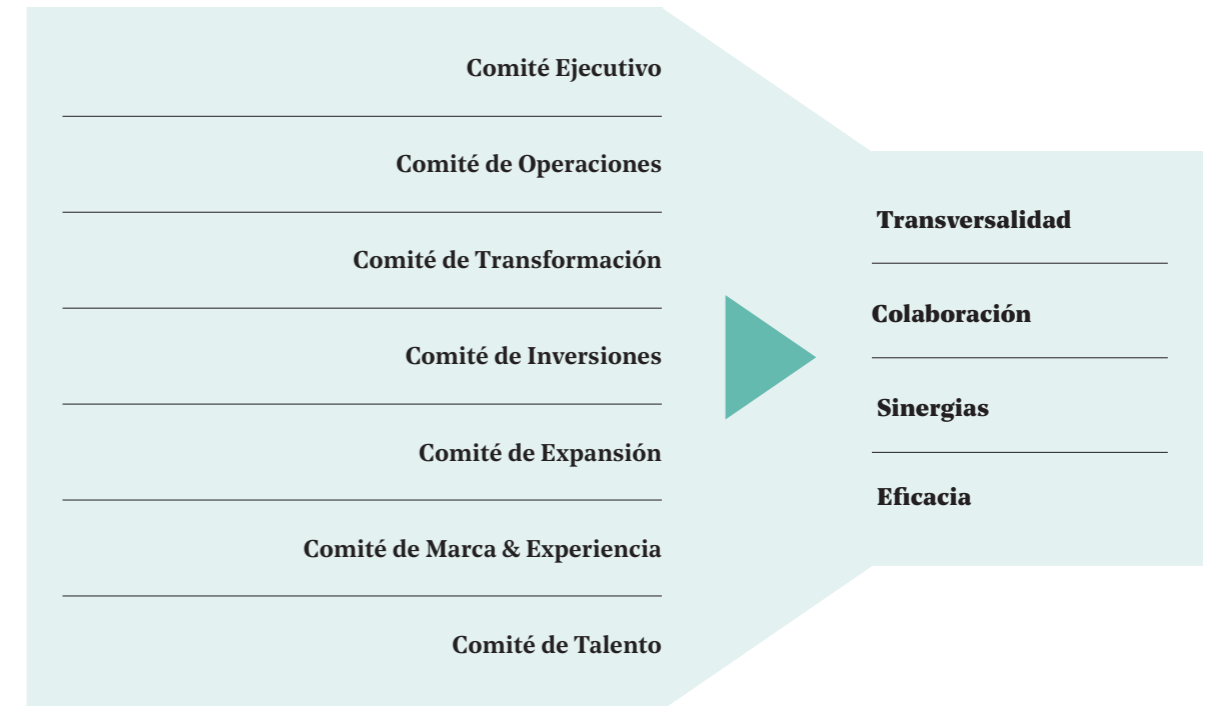 Comité Ejecutivo
Comité de Operaciones
Comité de Transformación
Comité de Inversiones
Comité de Expansión
Comité de Marca & Experiencia
Comité de Talento
Transversalidad
Colaboración
Sinergias
Eficacia